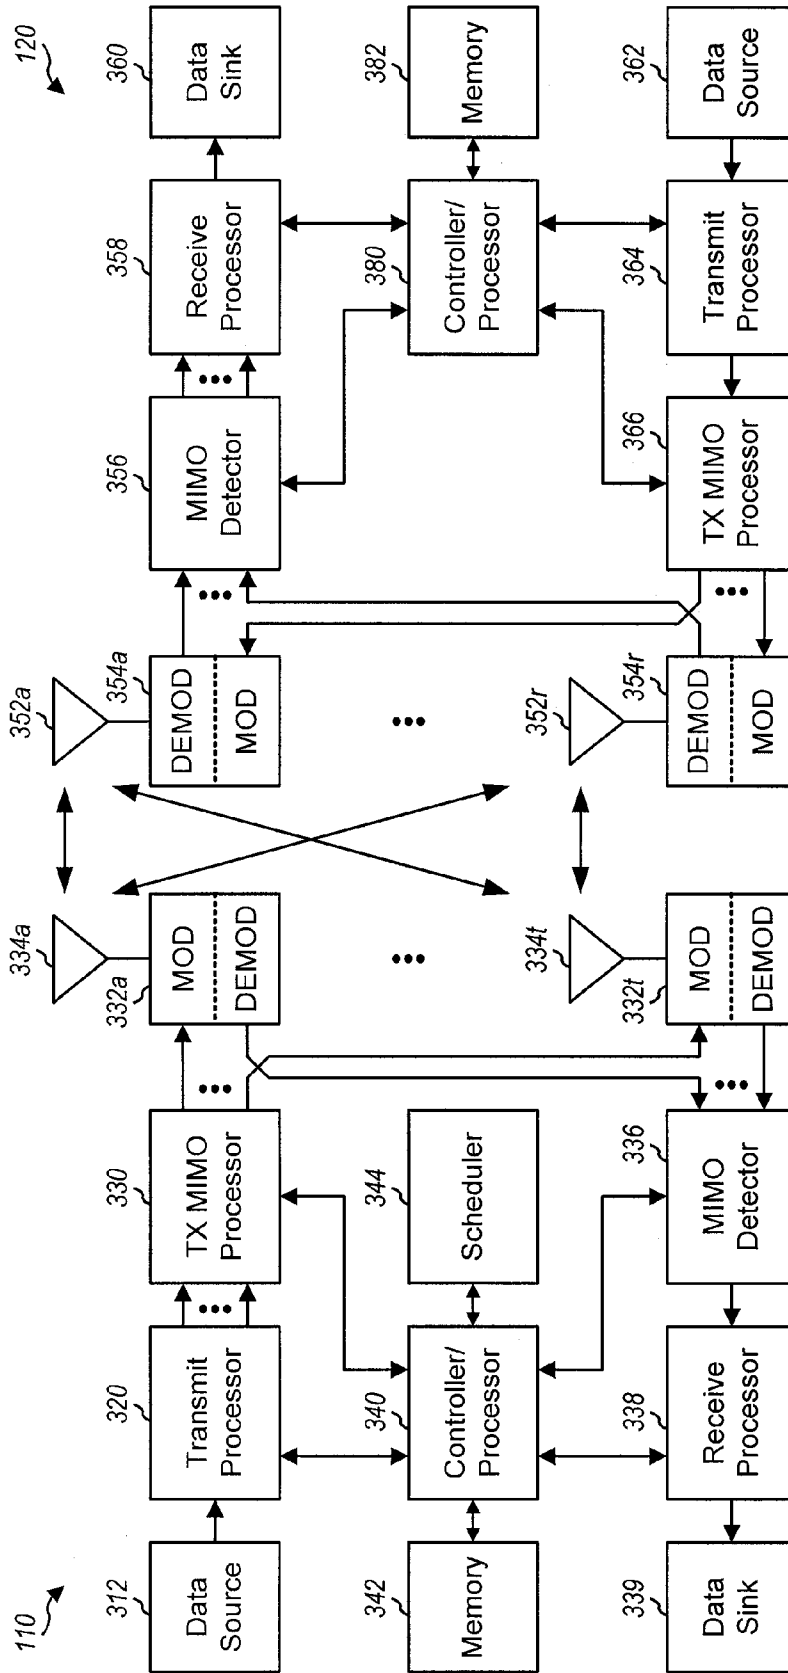 110
312
Data
Source
320
Transmit
Processor
330
TX MIMO
Processor
332a
334a
MOD
DEMOD
352a
354a
DEMOD
MOD
356
MIMO
Detector
358
Receive
Processor
360
Data
Sink
120
342
Memory
340
Controller/
Processor
344
Scheduler
380
Controller/
Processor
382
Memory
339
Data
Sink
338
Receive
Processor
336
MIMO
Detector
332t
334t
MOD
DEMOD
352r
354r
DEMOD
MOD
366
TX MIMO
Processor
364
Transmit
Processor
362
Data
Source